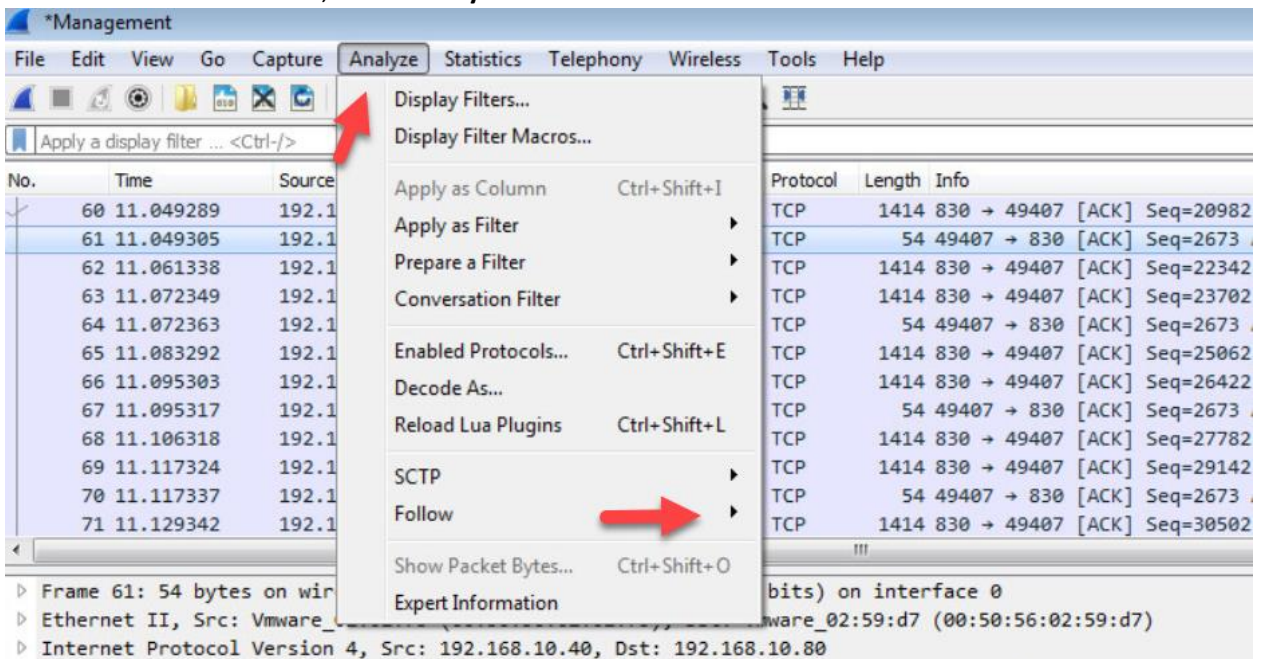 *Management
File Edit View Go Capture Analyze Statistics Telephony Wireless Tools Help
Apply a display filter ... <Ctrl-/>
Display Filters...
Display Filter Macros...
Apply as Column Ctrl+Shift+I
Apply as Filter
Prepare a Filter
Conversation Filter
Enabled Protocols... Ctrl+Shift+E
Decode As...
Reload Lua Plugins Ctrl+Shift+L
SCTP
Follow
Show Packet Bytes... Ctrl+Shift+O
Expert Information
No. Time Source Protocol Length Info
60 11.049289 192.1 TCP 1414 830 → 49407 [ACK] Seq=20982
61 11.049305 192.1 TCP 54 49407 → 830 [ACK] Seq=2673
62 11.061338 192.1 TCP 1414 830 → 49407 [ACK] Seq=22342
63 11.072349 192.1 TCP 1414 830 → 49407 [ACK] Seq=23702
64 11.072363 192.1 TCP 54 49407 → 830 [ACK] Seq=2673
65 11.083292 192.1 TCP 1414 830 → 49407 [ACK] Seq=25062
66 11.095303 192.1 TCP 1414 830 → 49407 [ACK] Seq=26422
67 11.095317 192.1 TCP 54 49407 → 830 [ACK] Seq=2673
68 11.106318 192.1 TCP 1414 830 → 49407 [ACK] Seq=27782
69 11.117324 192.1 TCP 1414 830 → 49407 [ACK] Seq=29142
70 11.117337 192.1 TCP 54 49407 → 830 [ACK] Seq=2673
71 11.129342 192.1 TCP 1414 830 → 49407 [ACK] Seq=30502
Frame 61: 54 bytes on wir bits) on interface 0
Ethernet II, Src: Vmware_ mware_02:59:d7 (00:50:56:02:59:d7)
Internet Protocol Version 4, Src: 192.168.10.40, Dst: 192.168.10.80